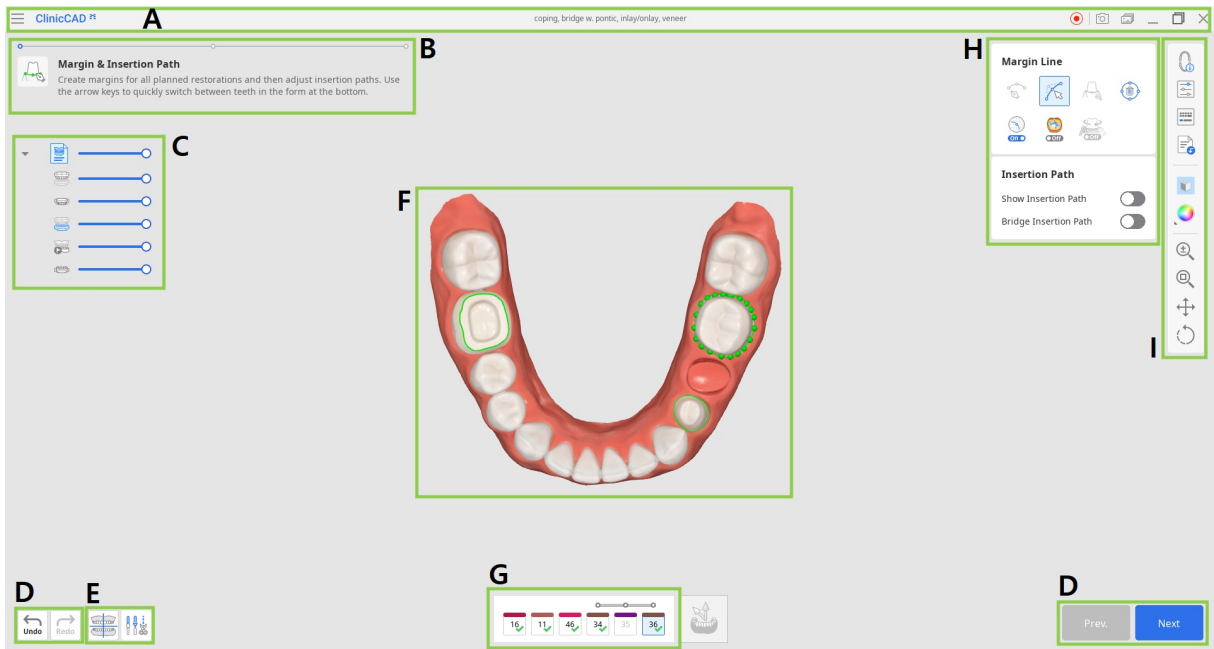 A
ClinicCAD
coping, bridge w. pontic, inlay/onlay, veneer
B
Margin & Insertion Path
Create margins for all planned restorations and then adjust insertion paths. Use
the arrow keys to quickly switch between teeth in the form at the bottom.
H
Margin Line
On
Off
Off
Insertion Path
Show Insertion Path
Bridge Insertion Path
I
C
F
D
Undo
Redo
E
G
16
11
46
34
35
36
D
Prev.
Next